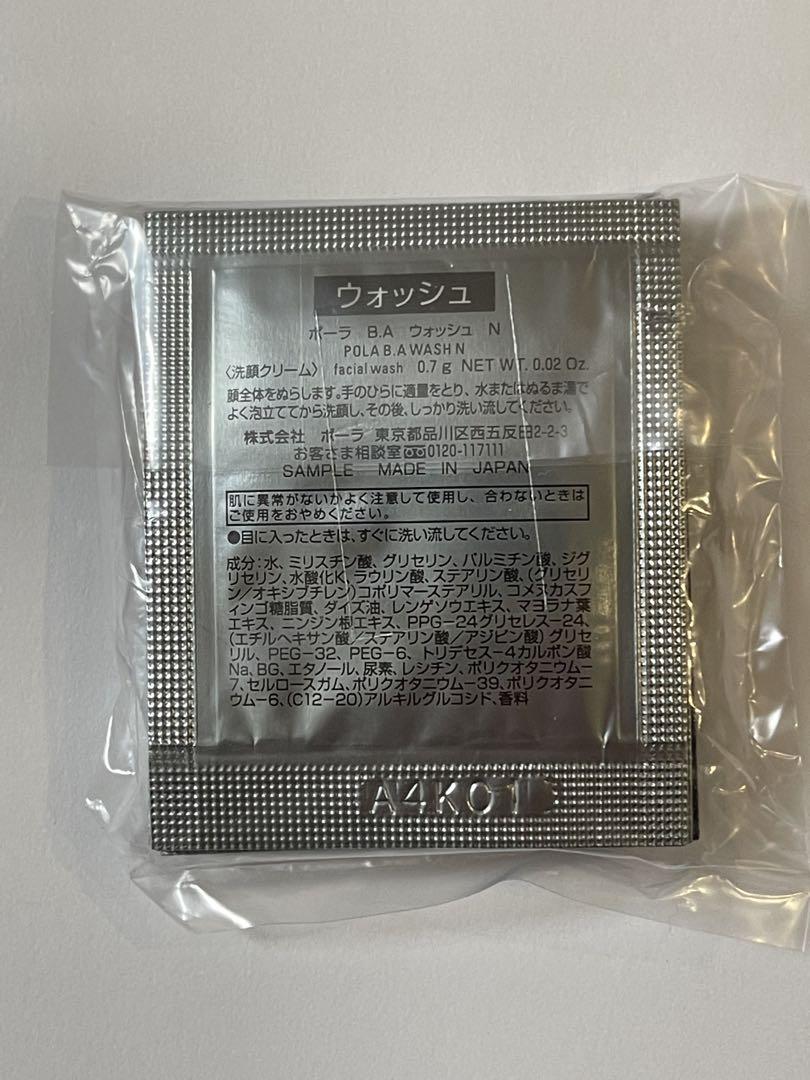 ウォッシュ
ポーラ B.A ウォッシュ N
POLA B.A WASH N
〈洗顔クリーム〉 facial wash 0.7g NET WT. 0.02 Oz.
顔全体をぬらします。手のひらに適量をとり、水またはぬるま湯で
よく泡立ててから洗顔し、その後、しっかり洗い流してください。
株式会社 ポーラ 東京都品川区西五反田2-2-3
お客さま相談室 0120-117111
SAMPLE MADE IN JAPAN
肌に異常がないかよく注意して使用し、合わないときは
ご使用をおやめください。
●目に入ったときは、すぐに洗い流してください。
成分:水、ミリスチン酸、グリセリン、パルミチン酸、ジグ
リセリン、水酸化K、ラウリン酸、ステアリン酸、(グリセリ
ン/オキシブチレン)コポリマーステアリル、コメヌカスフ
ィンゴ糖脂質、ダイズ油、レンゲソウエキス、マヨラナ葉
エキス、ニンジン根エキス、PPG-24グリセレス-24、
(エチルヘキサン酸/ステアリン酸/アジピン酸)グリセ
リル、PEG-32、PEG-6、トリデセス-4カルボン酸
Na、BG、エタノール、尿素、レシチン、ポリクオタニウム-
7、セルロースガム、ポリクオタニウム-39、ポリクオタニ
ウム-6、(C12-20)アルキルグルコシド、香料
A4K01